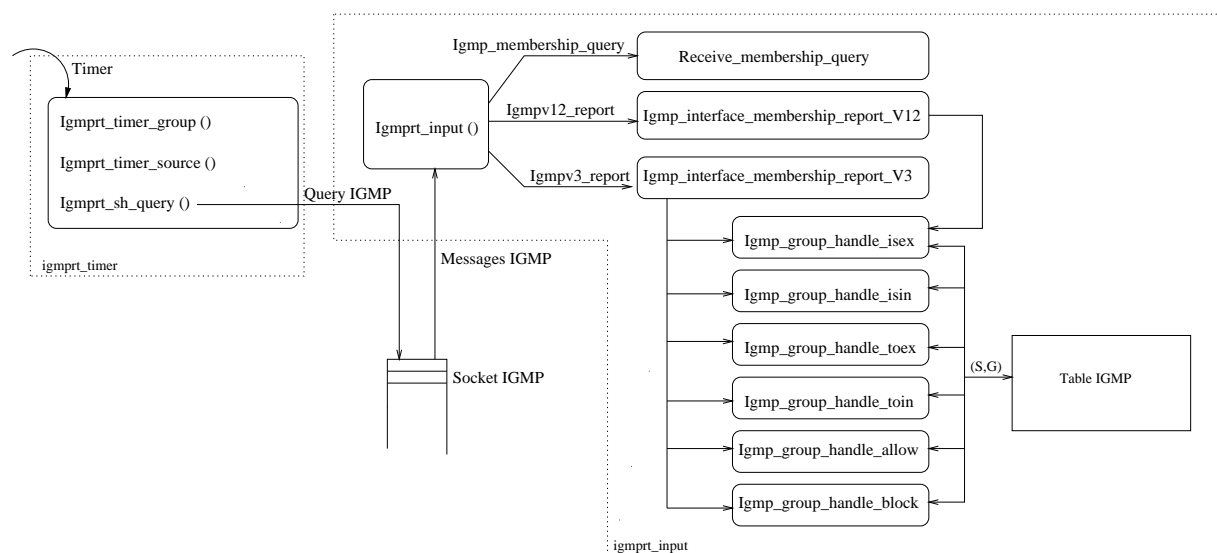 Timer
Igmprt_timer_group ()
Igmprt_timer_source ()
Igmprt_sh_query ()
igmprt_timer
Query IGMP
Igmprt_input ()
Messages IGMP
Socket IGMP
Igmp_membership_query
Igmpv12_report
Igmpv3_report
Receive_membership_query
Igmp_interface_membership_report_V12
Igmp_interface_membership_report_V3
Igmp_group_handle_isex
Igmp_group_handle_isin
Igmp_group_handle_toex
Igmp_group_handle_toin
Igmp_group_handle_allow
Igmp_group_handle_block
(S,G)
Table IGMP
igmprt_input